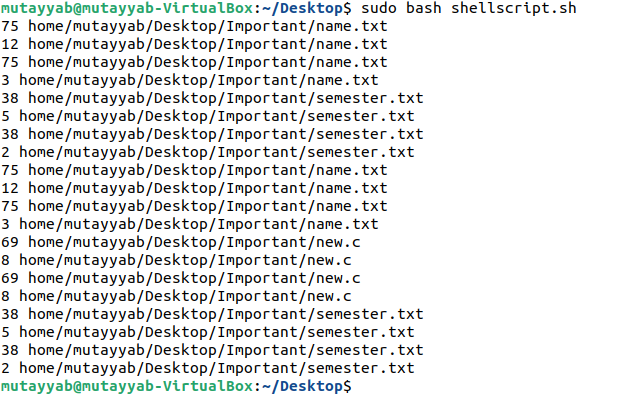 mutayyab@mutayyab-VirtualBox:~/Desktop$ sudo bash shellscript.sh
75 home/mutayyab/Desktop/Important/name.txt
12 home/mutayyab/Desktop/Important/name.txt
75 home/mutayyab/Desktop/Important/name.txt
3 home/mutayyab/Desktop/Important/name.txt
38 home/mutayyab/Desktop/Important/semester.txt
5 home/mutayyab/Desktop/Important/semester.txt
38 home/mutayyab/Desktop/Important/semester.txt
2 home/mutayyab/Desktop/Important/semester.txt
75 home/mutayyab/Desktop/Important/name.txt
12 home/mutayyab/Desktop/Important/name.txt
75 home/mutayyab/Desktop/Important/name.txt
3 home/mutayyab/Desktop/Important/name.txt
69 home/mutayyab/Desktop/Important/new.c
8 home/mutayyab/Desktop/Important/new.c
69 home/mutayyab/Desktop/Important/new.c
8 home/mutayyab/Desktop/Important/new.c
38 home/mutayyab/Desktop/Important/semester.txt
5 home/mutayyab/Desktop/Important/semester.txt
38 home/mutayyab/Desktop/Important/semester.txt
2 home/mutayyab/Desktop/Important/semester.txt
mutayyab@mutayyab-VirtualBox:~/Desktop$